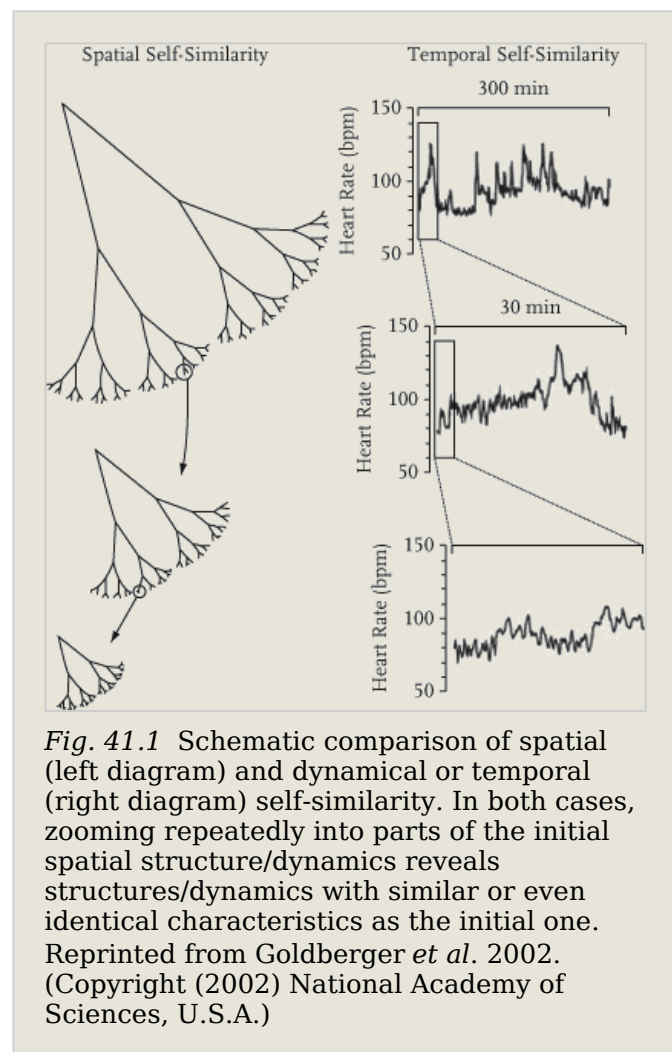 Spatial Self-Similarity
Temporal Self-Similarity
300 min
150
100
50
Heart Rate (bpm)
30 min
150
100
50
Heart Rate (bpm)
150
100
50
Heart Rate (bpm)
Fig. 41.1 Schematic comparison of spatial
(left diagram) and dynamical or temporal
(right diagram) self-similarity. In both cases,
zooming repeatedly into parts of the initial
spatial structure/dynamics reveals
structures/dynamics with similar or even
identical characteristics as the initial one.
Reprinted from Goldberger et al. 2002.
(Copyright (2002) National Academy of
Sciences, U.S.A.)